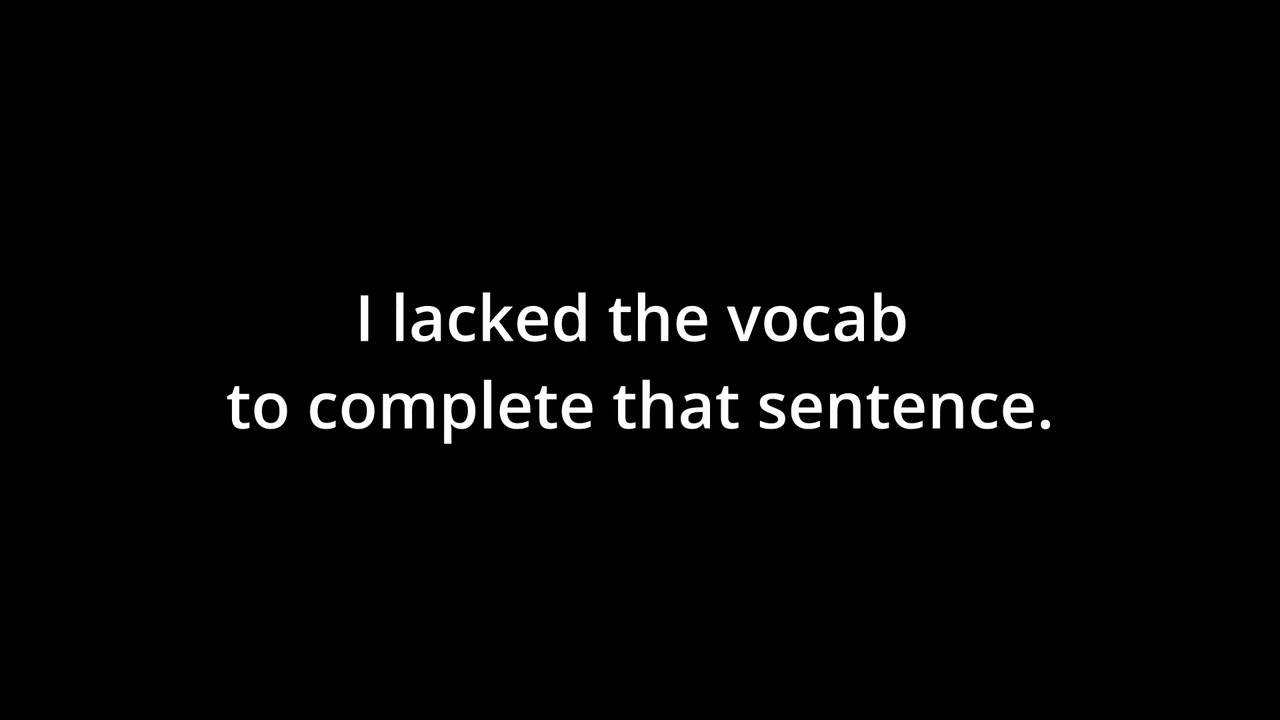 I lacked the vocab
to complete that sentence.